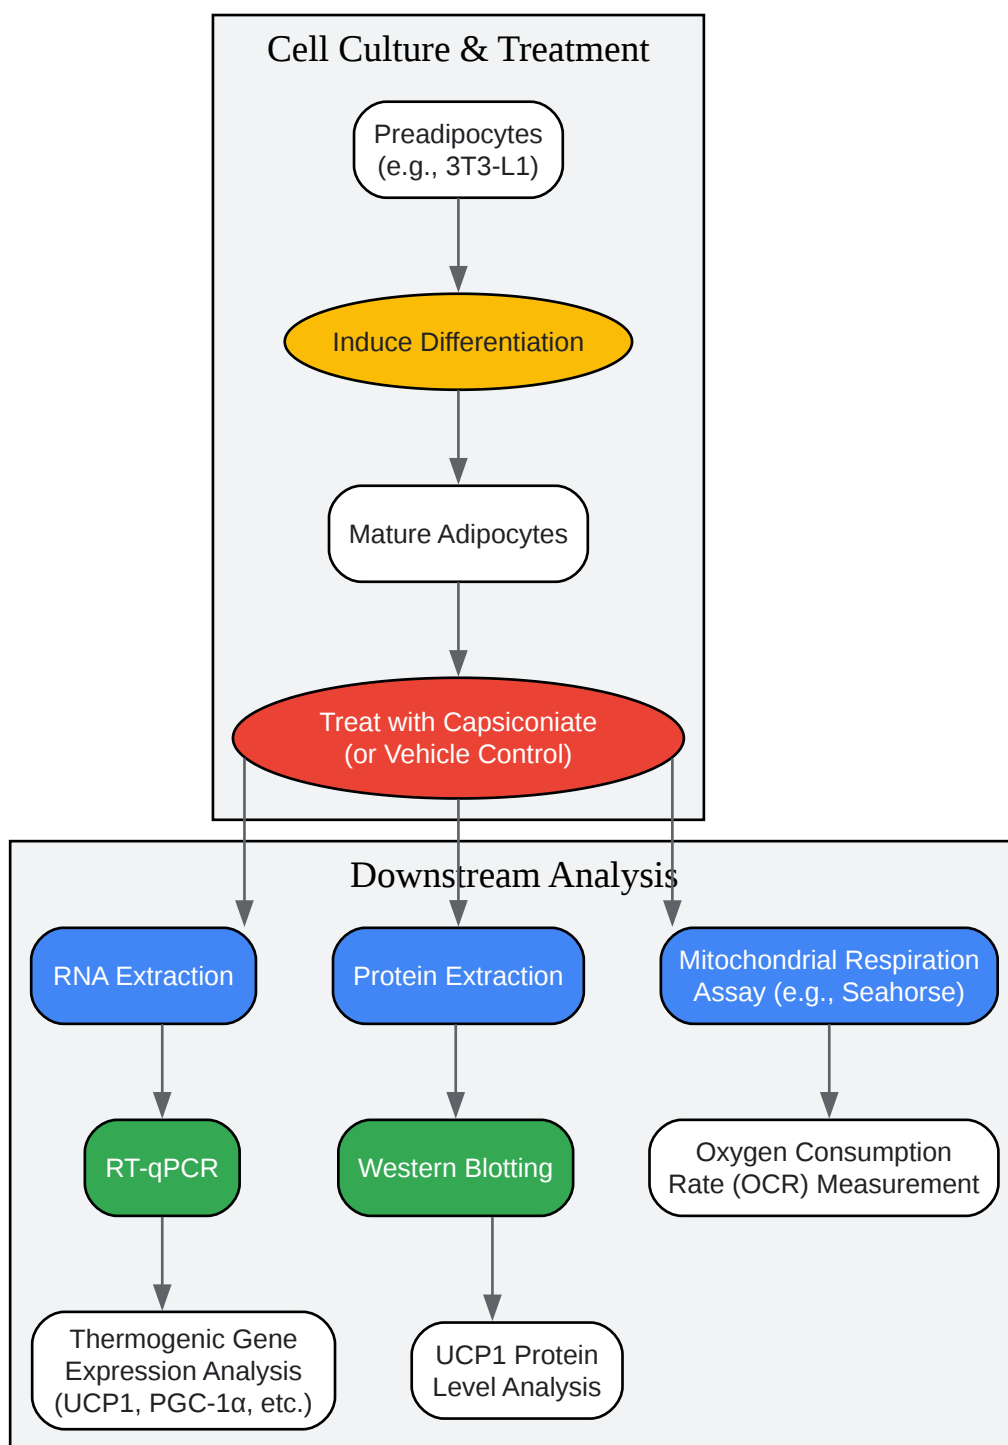 Cell Culture & Treatment
Preadipocytes
(e.g., 3T3-L1)
Induce Differentiation
Mature Adipocytes
Treat with Capsiconiate
(or Vehicle Control)
Downstream Analysis
RNA Extraction
Protein Extraction
Mitochondrial Respiration
Assay (e.g., Seahorse)
RT-qPCR
Western Blotting
Oxygen Consumption
Rate (OCR) Measurement
Thermogenic Gene
Expression Analysis
(UCP1, PGC-1α, etc.)
UCP1 Protein
Level Analysis